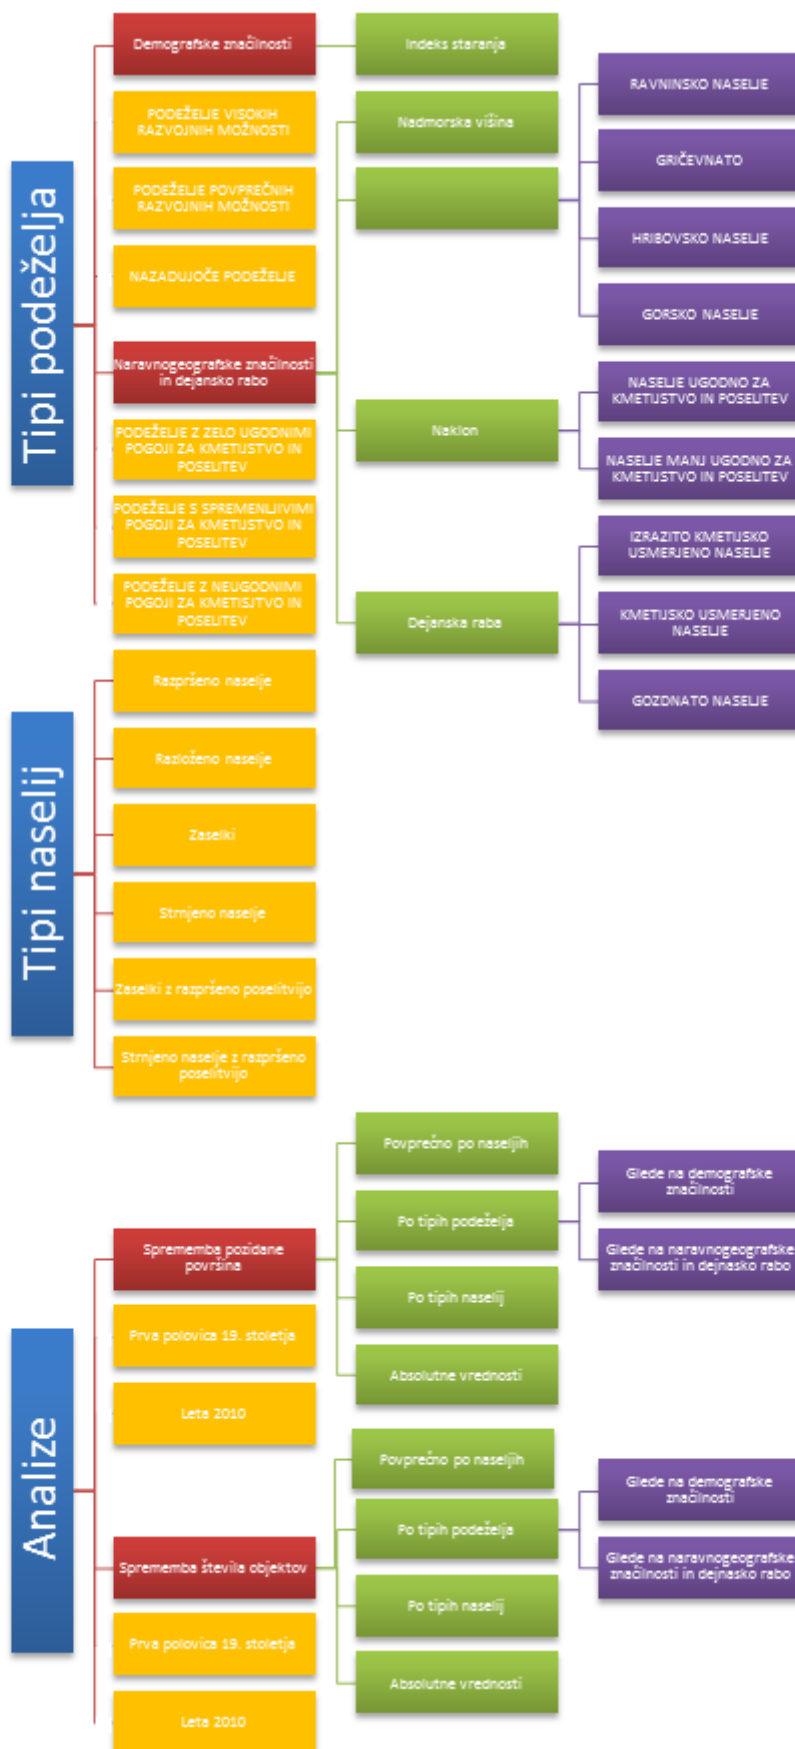 Tipi podeželja
Demografske značilnosti
Indeks staranja
PODEŽELJE VISOKIH
RAZVOJNIH MOŽNOSTI
PODEŽELJE POVPREČNIH
RAZVOJNIH MOŽNOSTI
NAZADUJOČE PODEŽELJE
Naravnogeografske značilnosti
in dejansko rabo
Nadmorska višina
RAVNINSKO NASELJE
GRIČEVNATO
HRIBOVSKO NASELJE
GORSKO NASELJE
Naklon
NASELJE UGODNO ZA
KMETIJSTVO IN POSELITEV
NASELJE MANJ UGODNO ZA
KMETIJSTVO IN POSELITEV
Dejanska raba
IZRAZITO KMETIJSKO
USMERJENO NASELJE
KMETIJSKO USMERJENO
NASELJE
GOZDNATO NASELJE
PODEŽELJE Z ZELO UGODNIMI
POGOJI ZA KMETIJSTVO IN
POSELITEV
PODEŽELJE S SPREMENLJIVIMI
POGOJI ZA KMETIJSTVO IN
POSELITEV
PODEŽELJE Z NEUGODNIMI
POGOJI ZA KMETISJTVO IN
POSELITEV
Tipi naselij
Razpršeno naselje
Razloženo naselje
Zaselki
Strnjeno naselje
Zaselki z razpršeno poselitvijo
Strnjeno naselje z razpršeno
poselitvijo
Analize
Sprememba pozidane
površina
Povprečno po naseljih
Po tipih podeželja
Glede na demografske
značilnosti
Glede na naravnogeografske
značilnosti in dejnasko rabo
Po tipih naselij
Absolutne vrednosti
Prva polovica 19. stoletja
Leta 2010
Sprememba števila objektov
Povprečno po naseljih
Po tipih podeželja
Glede na demografske
značilnosti
Glede na naravnogeografske
značilnosti in dejnasko rabo
Po tipih naselij
Absolutne vrednosti
Prva polovica 19. stoletja
Leta 2010